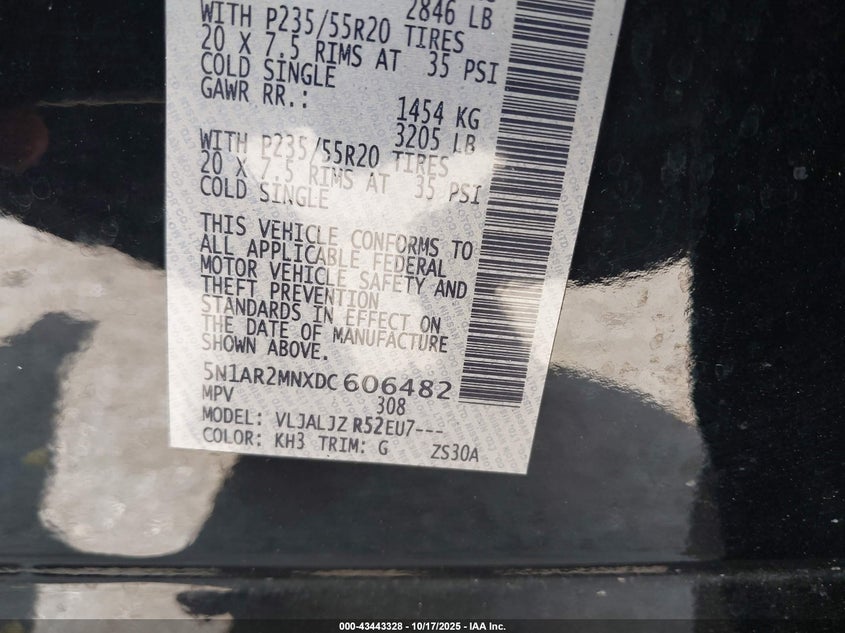 2846 LB
WITH P235/55R20 TIRES
20 X 7.5 RIMS AT 35 PSI
COLD SINGLE
GAWR RR.: 1454 KG
3205 LB
WITH P235/55R20 TIRES
20 X 7.5 RIMS AT 35 PSI
COLD SINGLE
THIS VEHICLE CONFORMS TO
ALL APPLICABLE FEDERAL
MOTOR VEHICLE SAFETY AND
THEFT PREVENTION
STANDARDS IN EFFECT ON
THE DATE OF MANUFACTURE
SHOWN ABOVE.
5N1AR2MNXDC606482
MPV 308
MODEL: VLJALJZ R52EU7---
COLOR: KH3 TRIM: G ZS30A
000-43443328 - 10/17/2025 - IAA Inc.